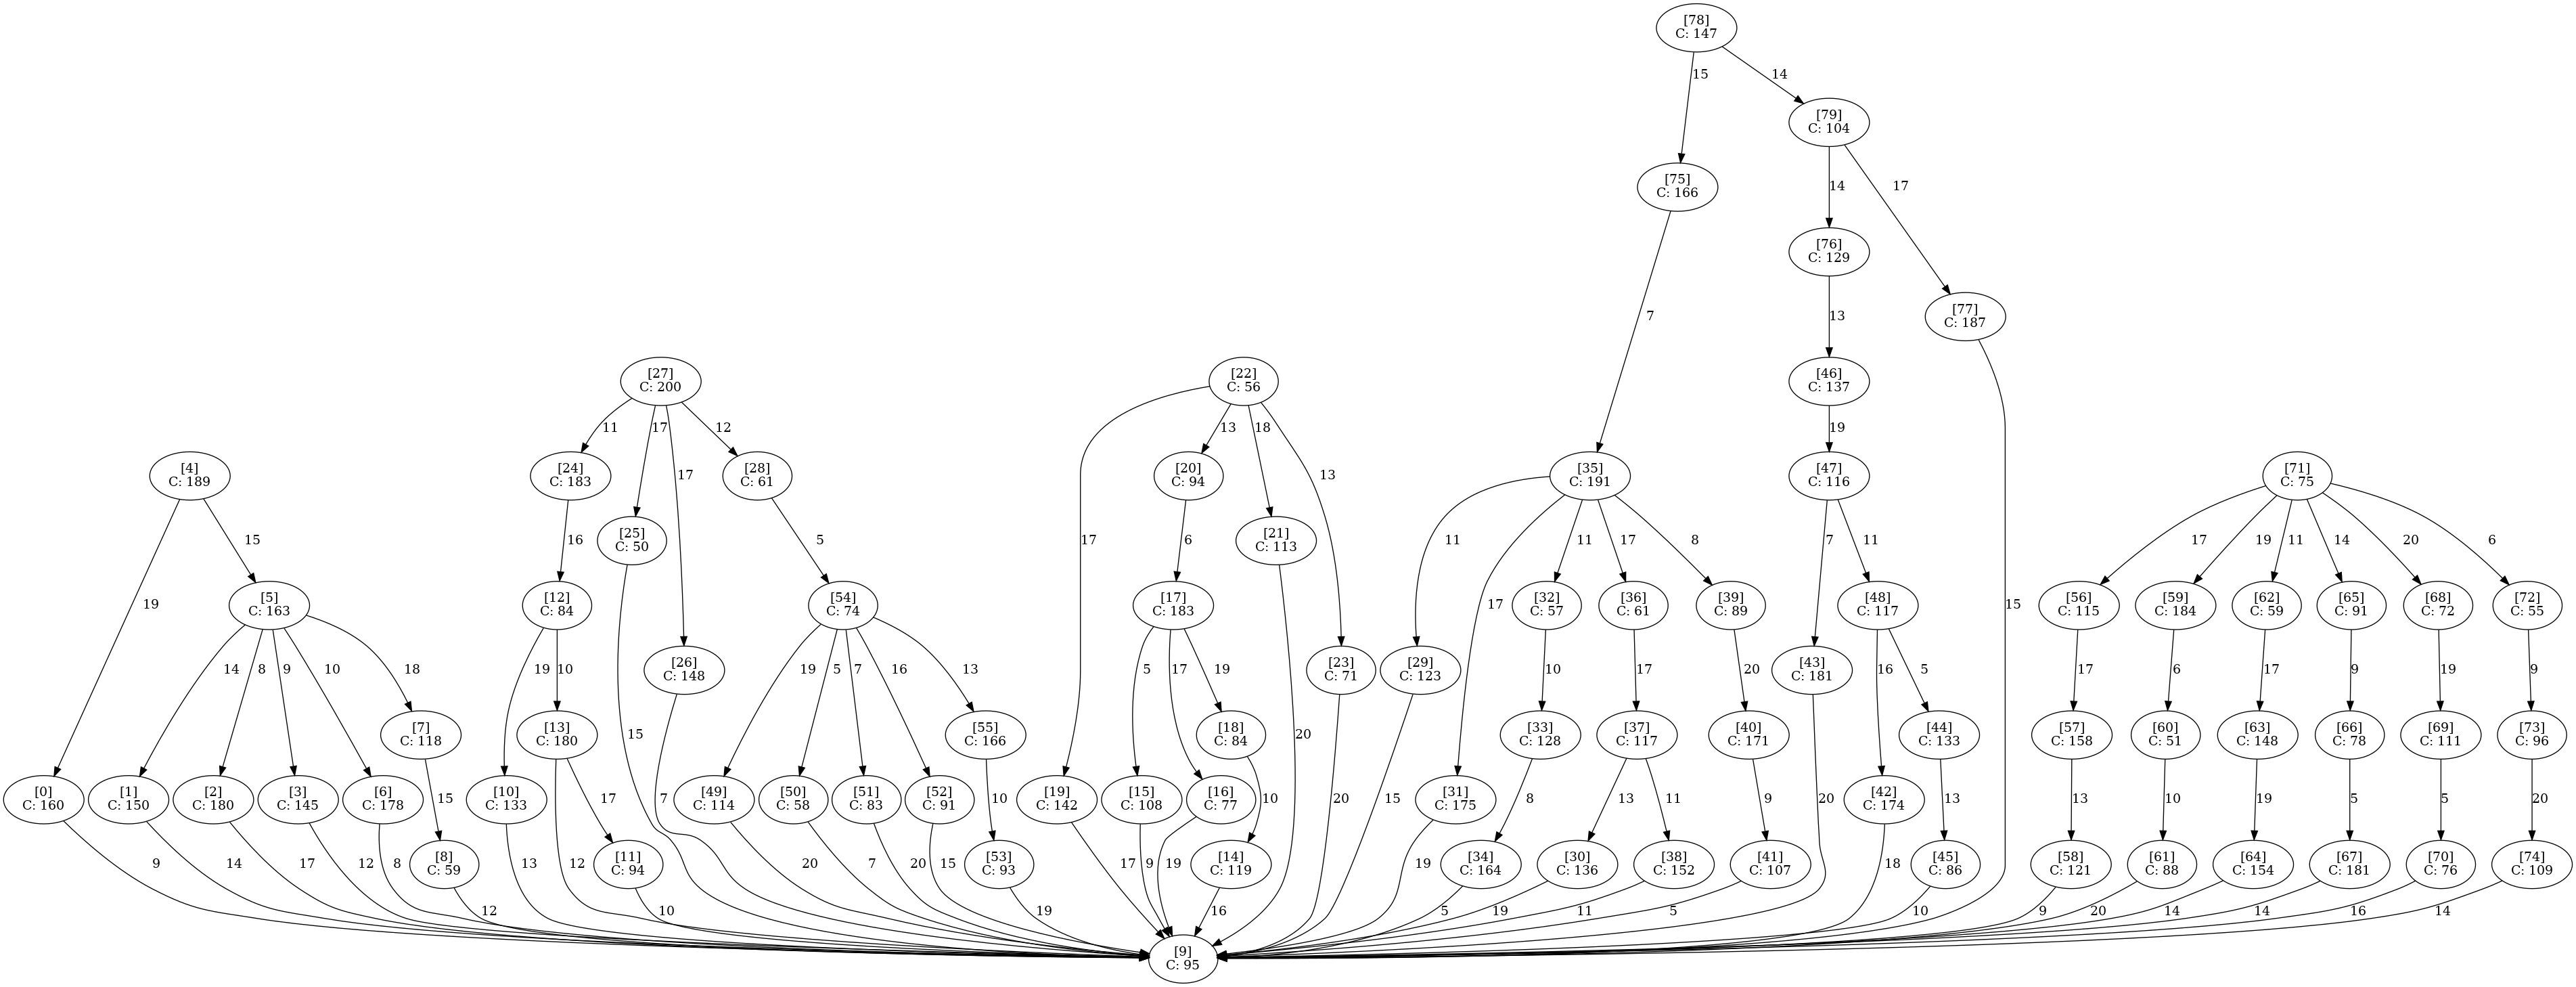 [78]
C: 147
15
14
[79]
C: 104
[75]
C: 166
14
17
[76]
C: 129
7
13
[77]
C: 187
[27]
C: 200
[22]
C: 56
[46]
C: 137
11
17
12
13
18
19
17
13
[4]
C: 189
[24]
C: 183
[28]
C: 61
[20]
C: 94
[35]
C: 191
[47]
C: 116
[71]
C: 75
15
16
5
17
6
11
11
17
8
7
11
17
19
11
14
20
6
[25]
C: 50
[21]
C: 113
19
[5]
C: 163
[12]
C: 84
[54]
C: 74
[17]
C: 183
17
[32]
C: 57
[36]
C: 61
[39]
C: 89
[48]
C: 117
15
[56]
C: 115
[59]
C: 184
[62]
C: 59
[65]
C: 91
[68]
C: 72
[72]
C: 55
14
8
9
10
18
19
10
[26]
C: 148
19
5
7
16
13
5
17
19
[23]
C: 71
[29]
C: 123
10
17
20
[43]
C: 181
16
5
17
6
17
9
19
9
[7]
C: 118
[13]
C: 180
15
[55]
C: 166
[18]
C: 84
20
[33]
C: 128
[37]
C: 117
[40]
C: 171
[44]
C: 133
[57]
C: 158
[60]
C: 51
[63]
C: 148
[66]
C: 78
[69]
C: 111
[73]
C: 96
[0]
C: 160
[1]
C: 150
[2]
C: 180
[3]
C: 145
[6]
C: 178
15
[10]
C: 133
17
7
[49]
C: 114
[50]
C: 58
[51]
C: 83
[52]
C: 91
10
[19]
C: 142
[15]
C: 108
[16]
C: 77
10
[31]
C: 175
8
13
11
9
[42]
C: 174
13
13
10
19
5
5
20
9
14
17
12
8
[8]
C: 59
13
12
[11]
C: 94
20
7
20
15
[53]
C: 93
17
9
19
[14]
C: 119
20
15
19
[34]
C: 164
[30]
C: 136
[38]
C: 152
[41]
C: 107
20
18
[45]
C: 86
[58]
C: 121
[61]
C: 88
[64]
C: 154
[67]
C: 181
[70]
C: 76
[74]
C: 109
12
10
19
16
5
19
11
5
10
9
20
14
14
16
14
[9]
C: 95